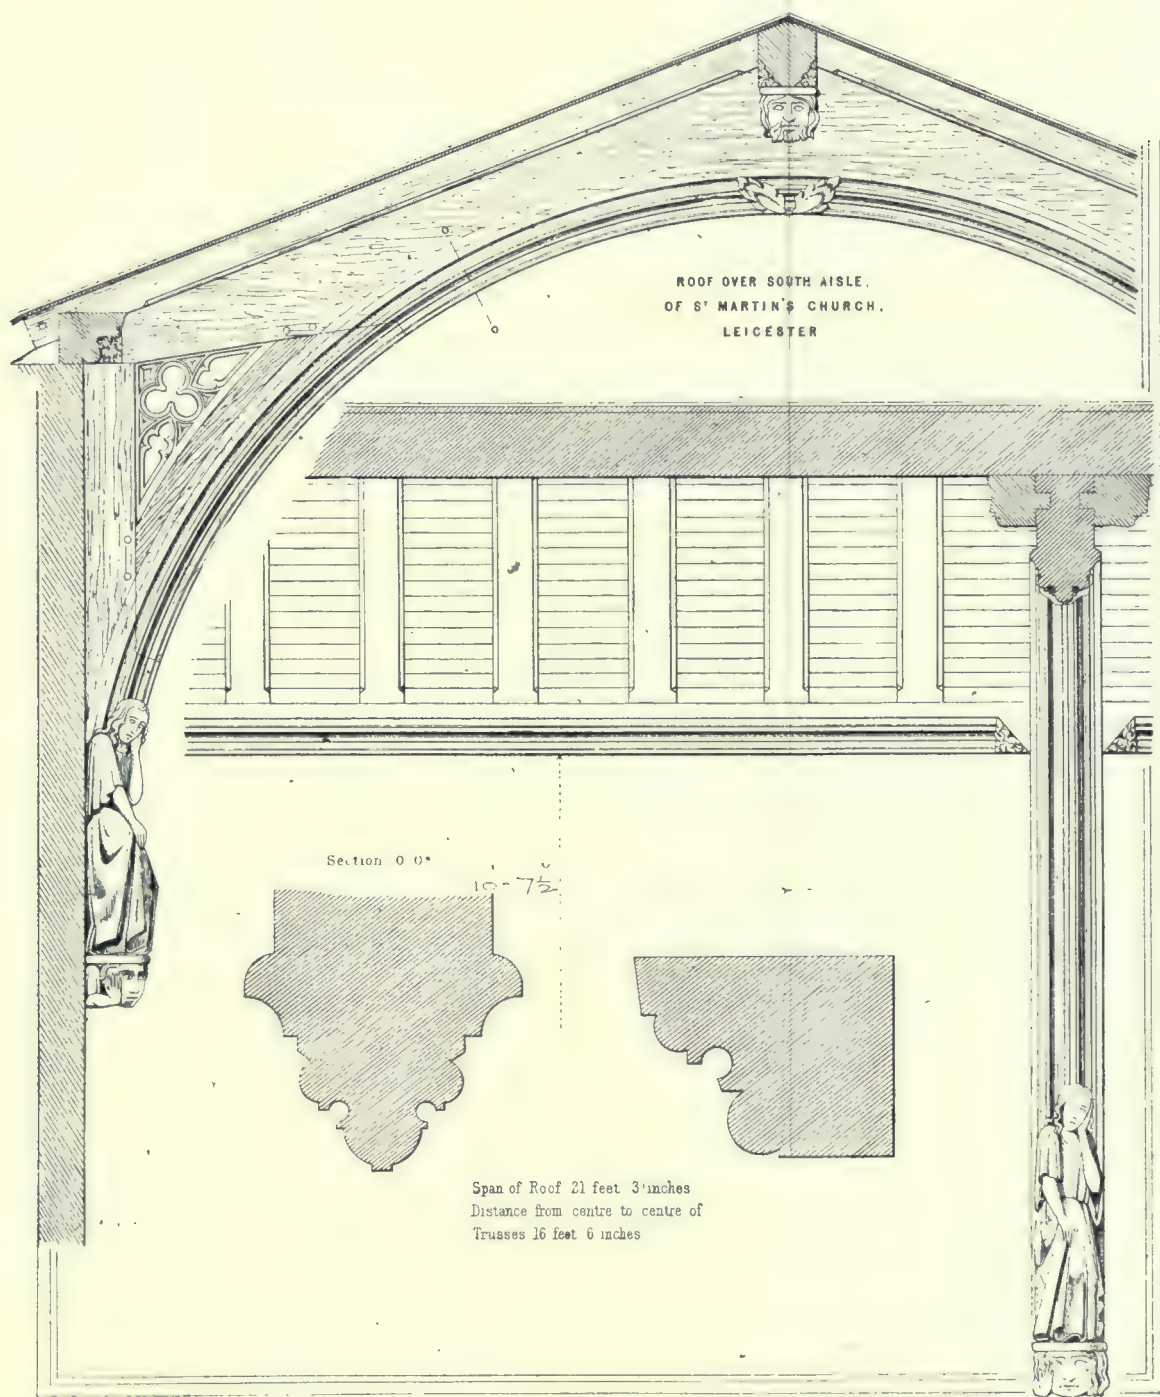 ROOF OVER SOUTH AISLE,
OF ST MARTIN'S CHURCH,
LEICESTER
Section O O
10-7½
Span of Roof 21 feet 3 inches
Distance from centre to centre of
Trusses 16 feet 6 inches